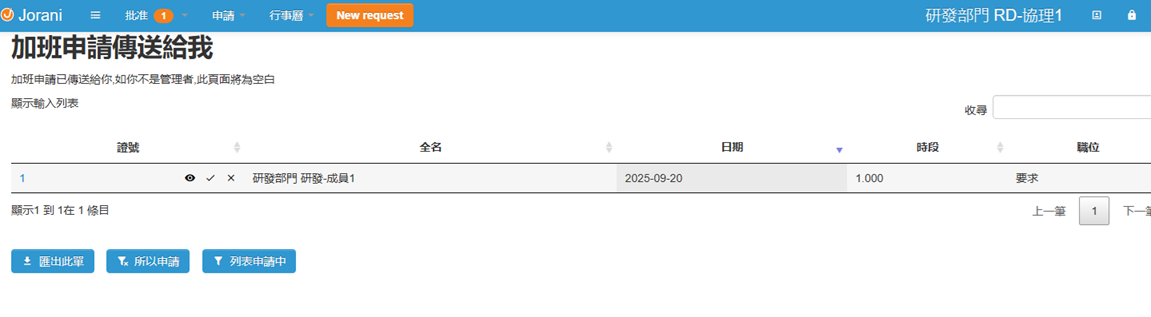 Jorani 批准 1 申請 行事曆 New request 研發部門 RD-協理1
加班申請傳送給我
加班申請已傳送給你,如你不是管理者,此頁面將為空白
顯示輸入列表
收尋
證號 全名 日期 時段 職位
1 研發部門 研發-成員1 2025-09-20 1.000 要求
顯示1 到 1在 1 條目
上一筆 1 下一筆
匯出此單 所以申請 列表申請中